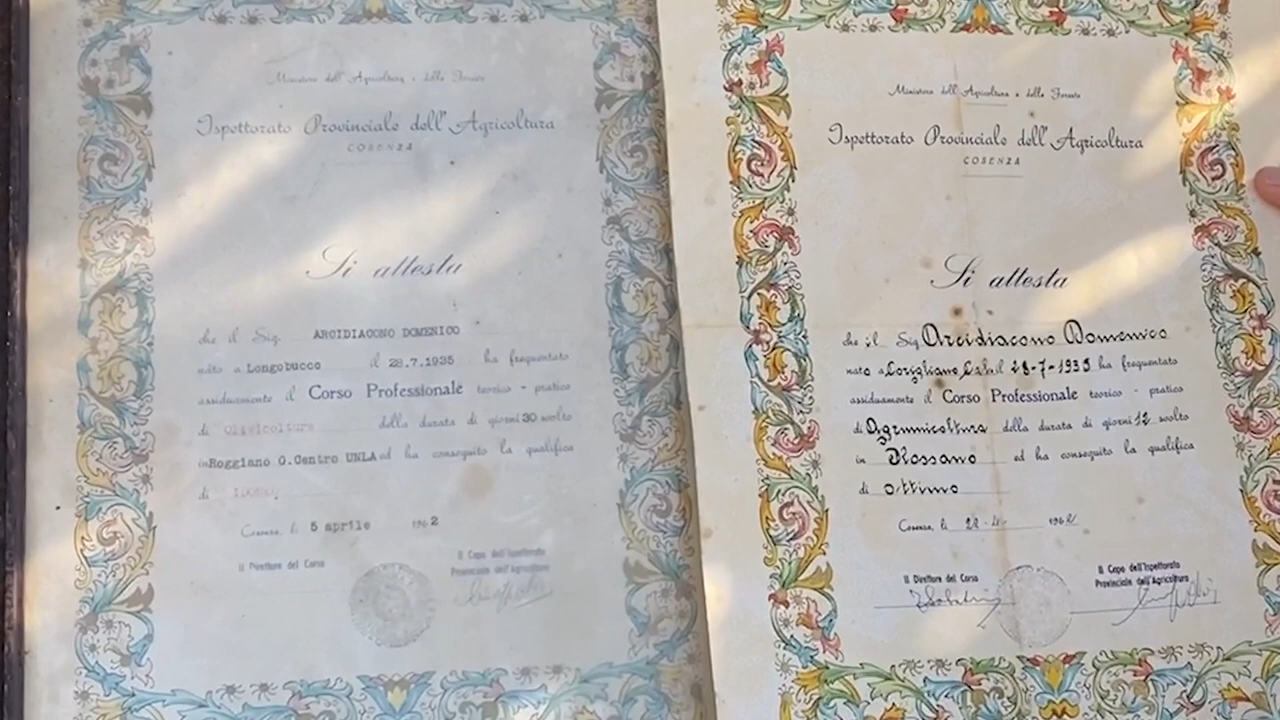 Ministero dell'Agricoltura e delle Foreste
Ispettorato Provinciale dell'Agricoltura
COSENZA
Si attesta
che il Sig. ARCIDIACONO DOMENICO
nato a Longobucco il 28.7.1935 ha frequentato
assiduamente il Corso Professionale teorico - pratico
di Olivicoltura della durata di giorni 30 svolto
in Roggiano G.Centro UNLA ed ha conseguito la qualifica
di
Cosenza, li 5 aprile 1962
Il Direttore del Corso
Il Capo dell'Ispettorato
Provinciale dell'Agricoltura
Ministero dell'Agricoltura e delle Foreste
Ispettorato Provinciale dell'Agricoltura
COSENZA
Si attesta
che il Sig Arcidiacono Domenico
nato a Corigliano Cal. il 28-7-1935 ha frequentato
assiduamente il Corso Professionale teorico - pratico
di Agrumicoltura della durata di giorni 12 svolto
in Rossano ed ha conseguito la qualifica
di ottimo
Cosenza, li 1962
Il Direttore del Corso
Il Capo dell'Ispettorato
Provinciale dell'Agricoltura